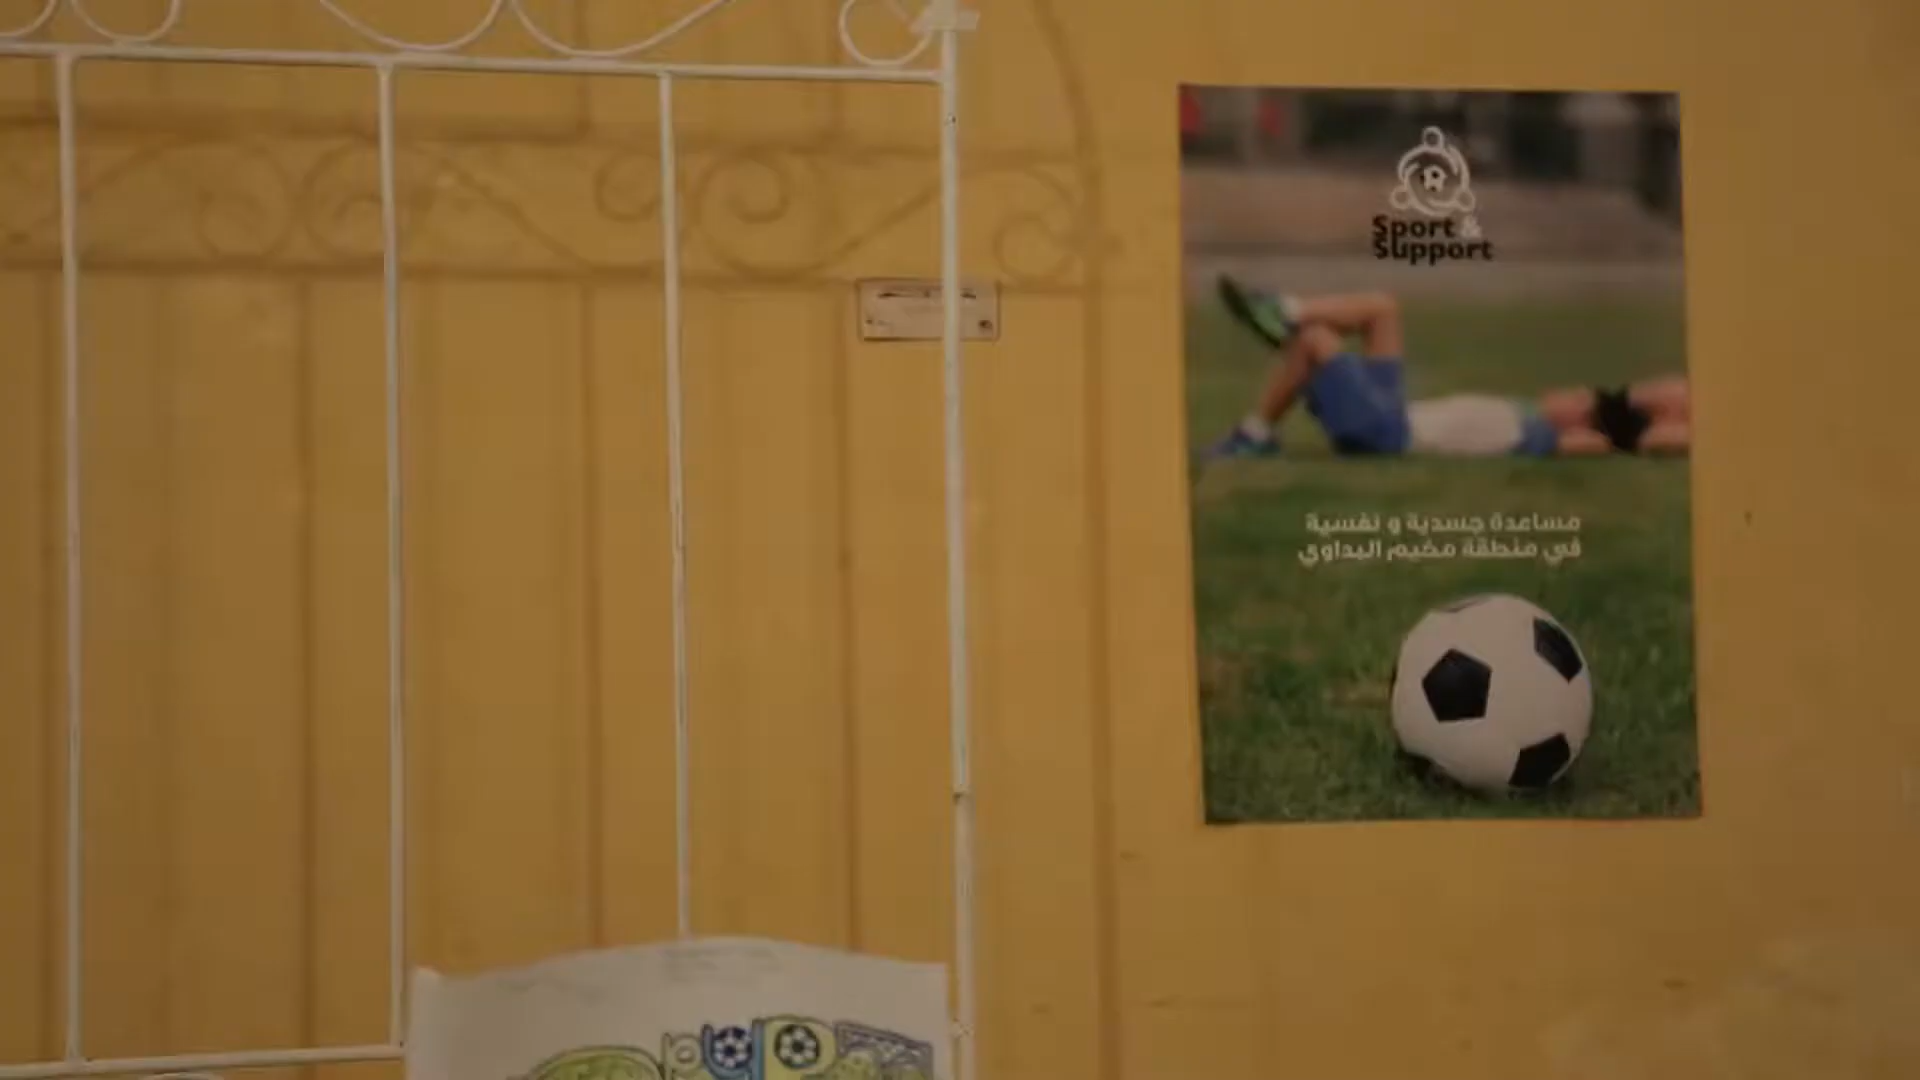 Sport &
Support
مساعدة جسدية و نفسية
في منطقة مخيم البداوي